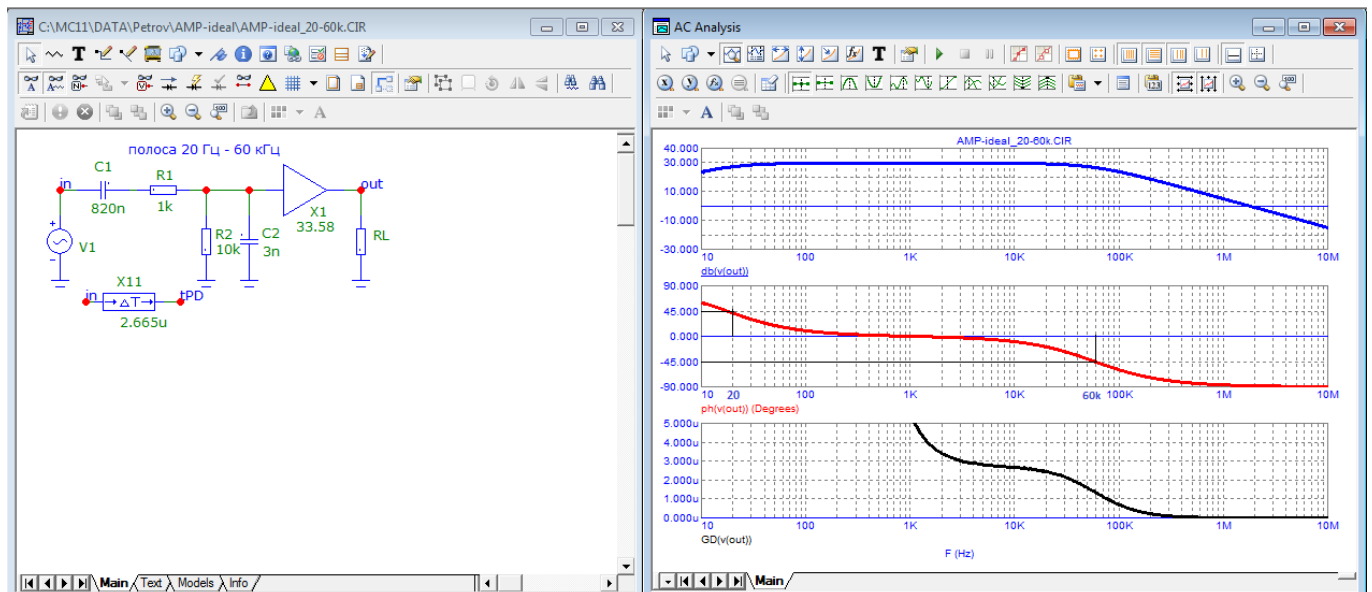 C:\MC11\DATA\Petrov\AMP-ideal\AMP-ideal_20-60k.CIR
полоса 20 Гц - 60 кГц
in
C1
820n
R1
1k
R2
10k
C2
3n
X1
33.58
out
RL
V1
X11
in
ΔT
tPD
2.665u
Main
Text
Models
Info
AC Analysis
AMP-ideal_20-60k.CIR
40.000
30.000
10.000
-10.000
-30.000
10 100 1K 10K 100K 1M 10M
db(v(out))
90.000
45.000
0.000
-45.000
-90.000
10 20 100 1K 10K 60k 100K 1M 10M
ph(v(out)) (Degrees)
5.000u
4.000u
3.000u
2.000u
1.000u
0.000u
10 100 1K 10K 100K 1M 10M
GD(v(out))
F (Hz)
Main